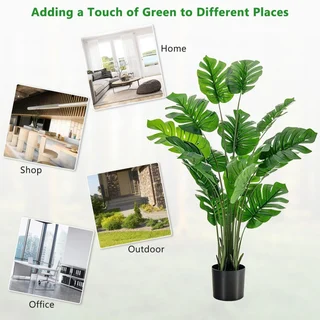 Adding a Touch of Green to Different Places
Home
Shop
Outdoor
Office